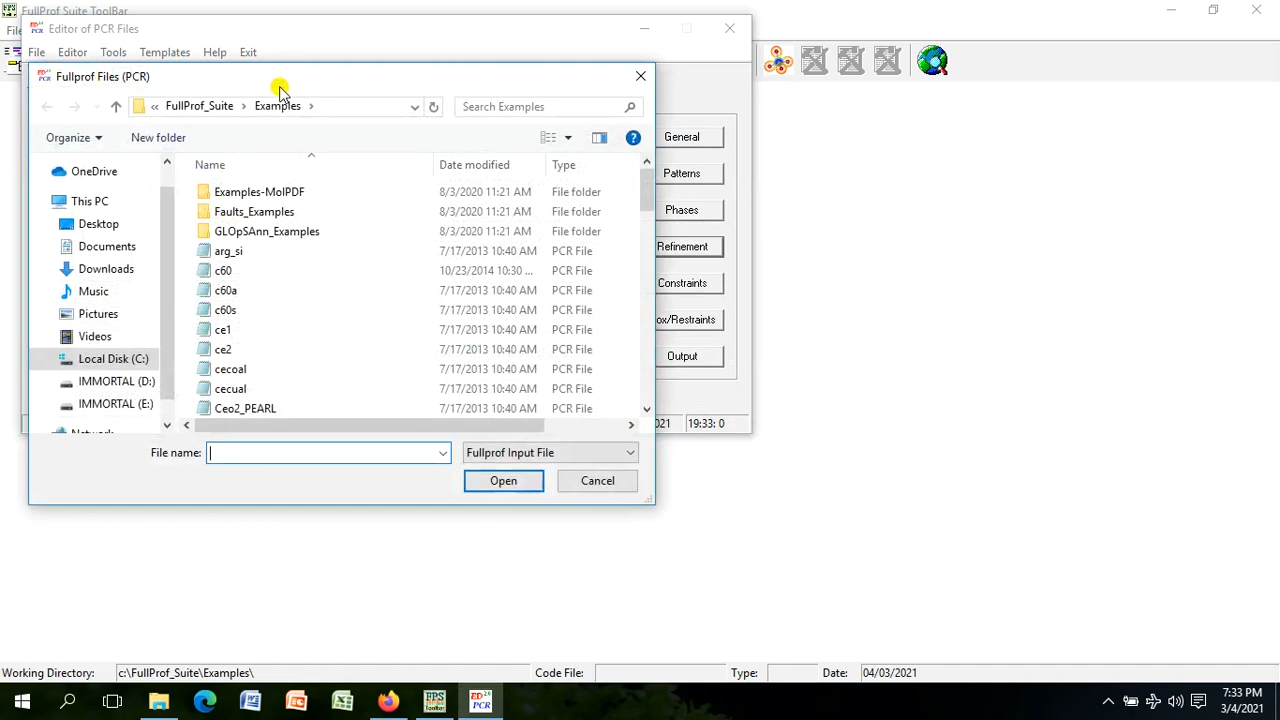 FullProf Suite ToolBar
Editor of PCR Files
File Editor Tools Templates Help Exit
Fullprof Files (PCR)
« FullProf_Suite > Examples > Search Examples
Organize New folder
General
Patterns
Phases
Refinement
Constraints
ox/Restraints
Output
OneDrive
This PC
Desktop
Documents
Downloads
Music
Pictures
Videos
Local Disk (C:)
IMMORTAL (D:)
IMMORTAL (E:)
Name Date modified Type
Examples-MolPDF 8/3/2020 11:21 AM File folder
Faults_Examples 8/3/2020 11:21 AM File folder
GLOpSAnn_Examples 8/3/2020 11:21 AM File folder
arg_si 7/17/2013 10:40 AM PCR File
c60 10/23/2014 10:30 ... PCR File
c60a 7/17/2013 10:40 AM PCR File
c60s 7/17/2013 10:40 AM PCR File
ce1 7/17/2013 10:40 AM PCR File
ce2 7/17/2013 10:40 AM PCR File
cecoal 7/17/2013 10:40 AM PCR File
cecual 7/17/2013 10:40 AM PCR File
Ceo2_PEARL 7/17/2013 10:40 AM PCR File
021 19:33: 0
File name: Fullprof Input File
Open Cancel
Working Directory: c:\FullProf_Suite\Examples\ Code File: Type: Date: 04/03/2021
FPS ToolBar
ED PCR
7:33 PM
3/4/2021